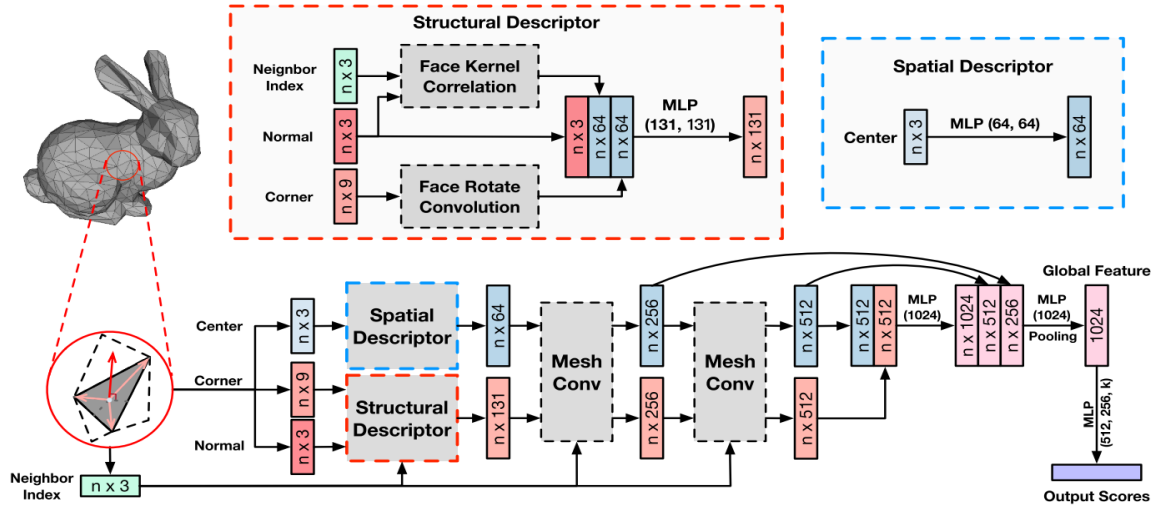 Structural Descriptor
Neignbor
Index
n x 3
Face Kernel
Correlation
Normal
n x 3
n x 3
n x 64
n x 64
MLP
(131, 131)
n x 131
Corner
n x 9
Face Rotate
Convolution
Spatial Descriptor
Center
n x 3
MLP (64, 64)
n x 64
Center
n x 3
Spatial
Descriptor
n x 64
Corner
n x 9
Structural
Descriptor
n x 131
Normal
n x 3
Neighbor
Index
n x 3
Mesh
Conv
n x 256
n x 256
Mesh
Conv
n x 512
n x 512
n x 512
n x 512
MLP
(1024)
n x 1024
n x 512
n x 256
MLP
(1024)
Pooling
Global Feature
1024
MLP
(512, 256, k)
Output Scores